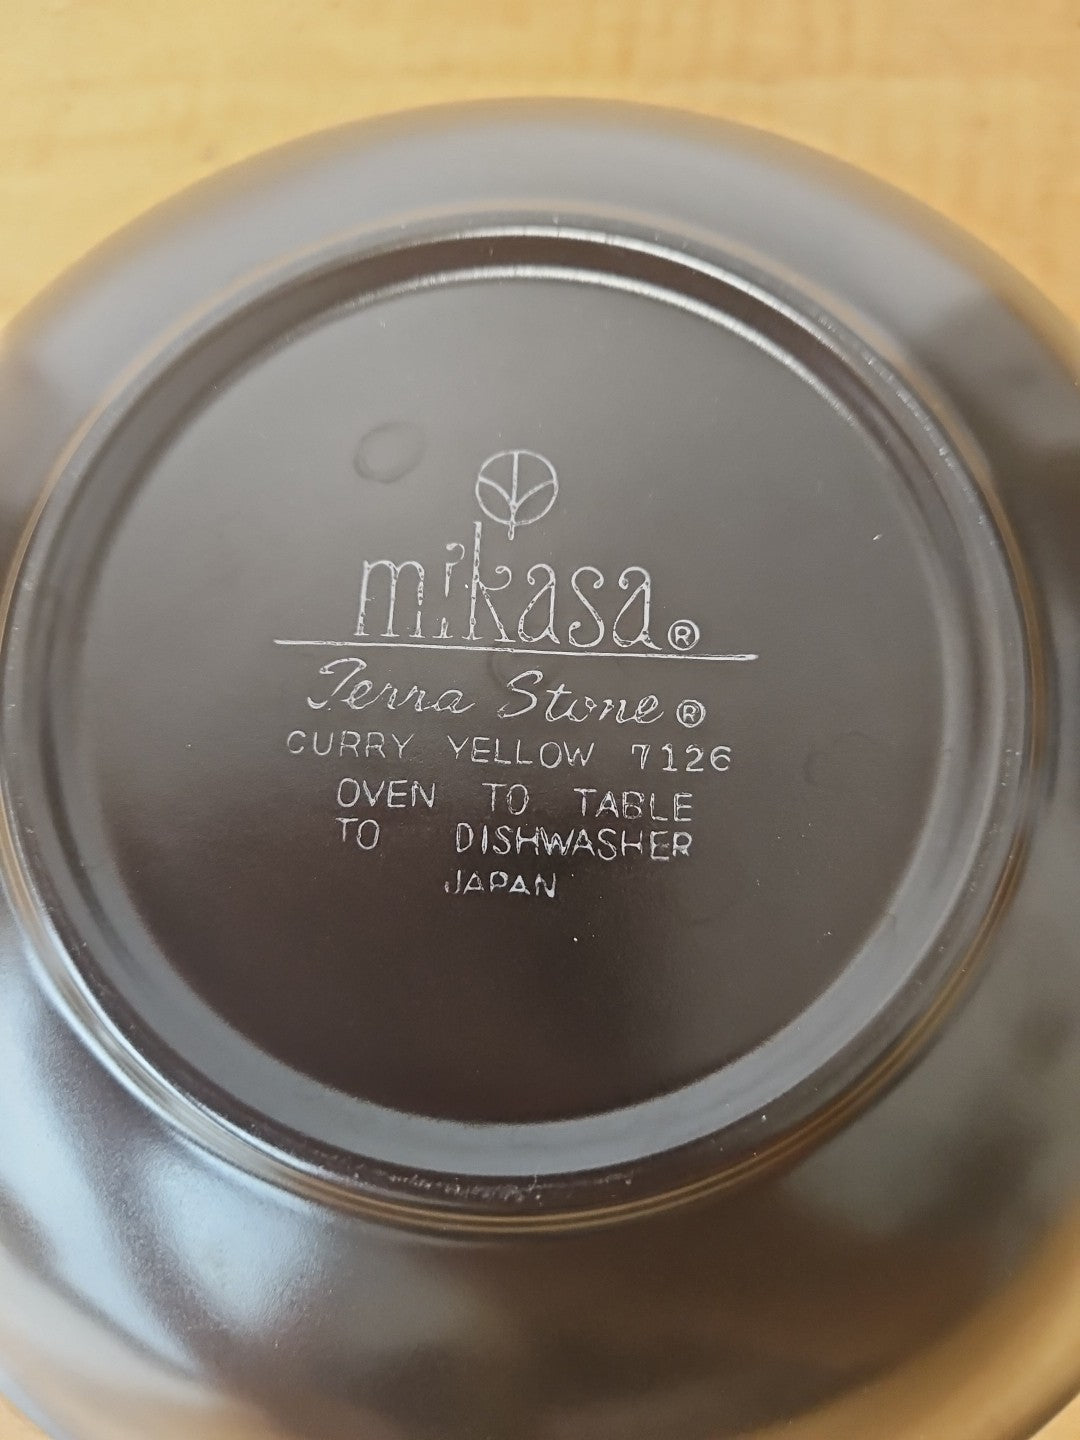 mikasa®
Terra Stone®
CURRY YELLOW 7126
OVEN TO TABLE
TO DISHWASHER
JAPAN